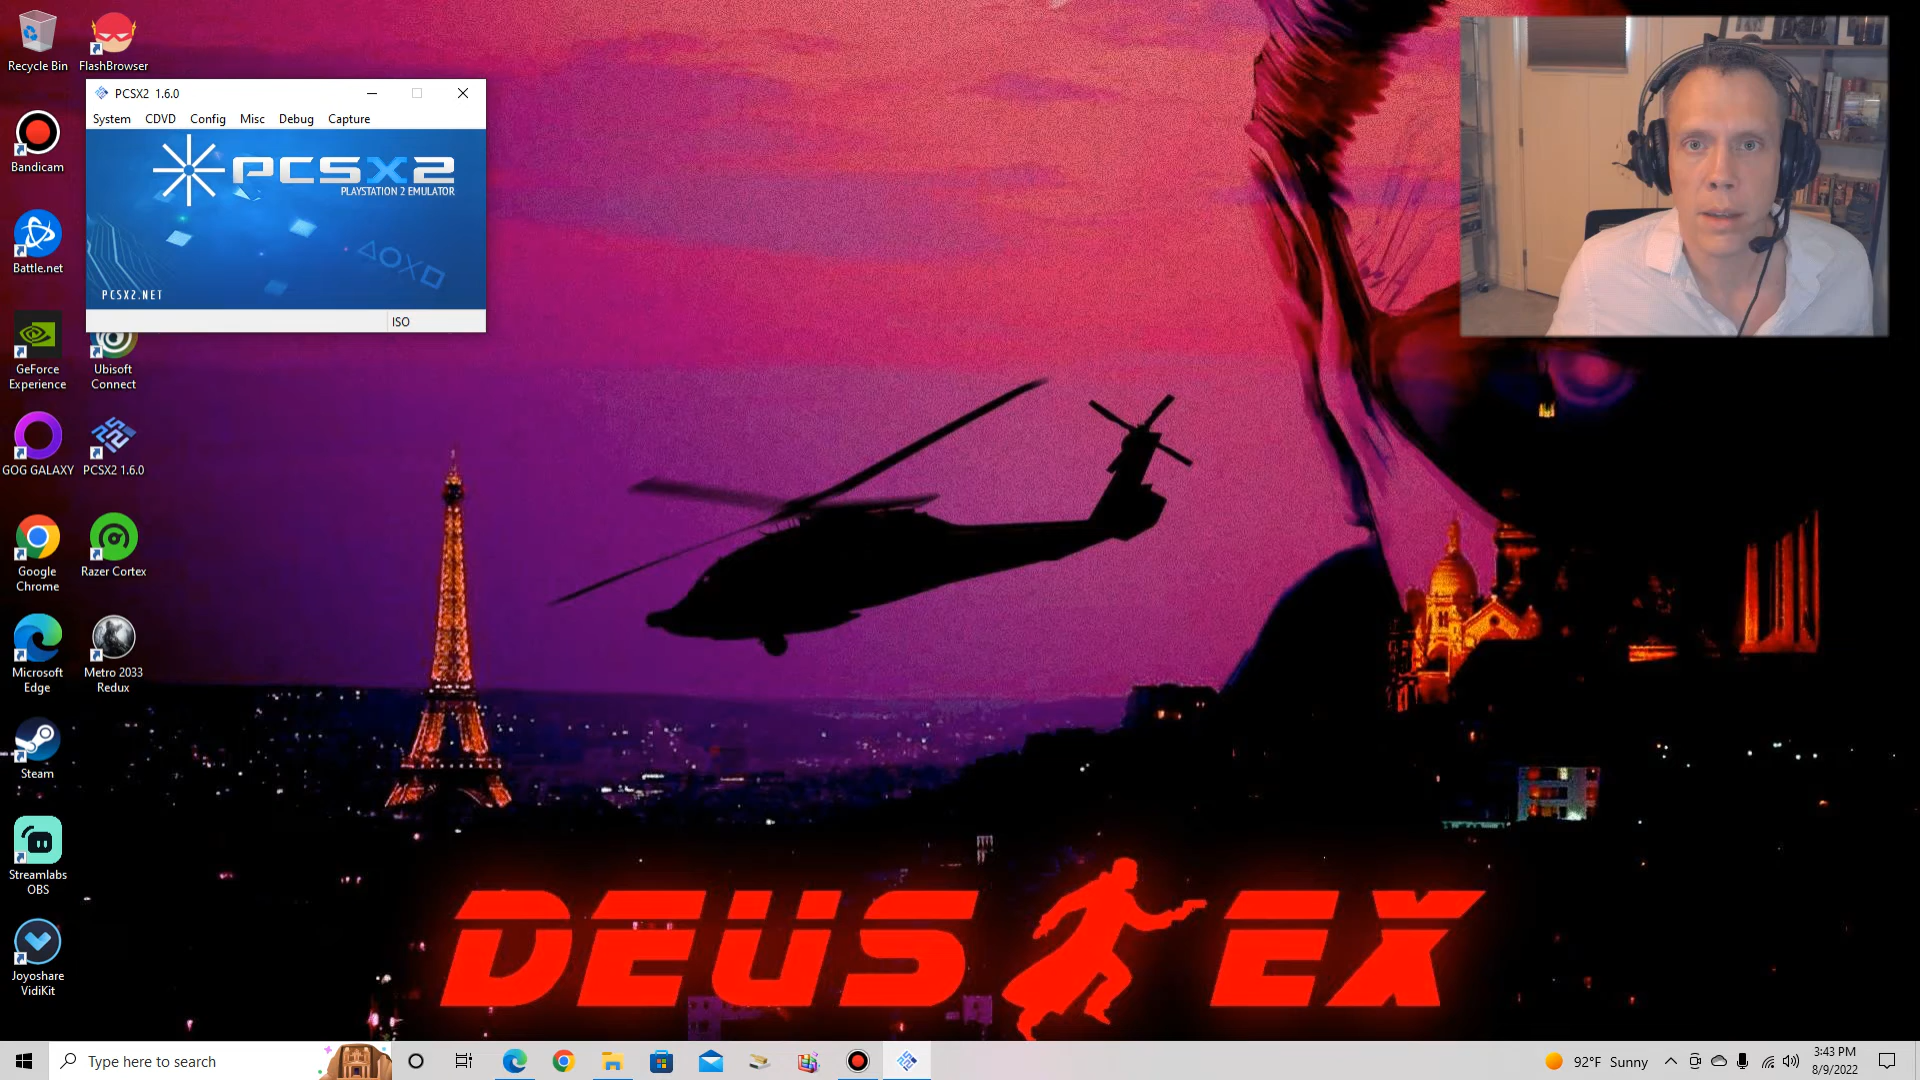 Recycle Bin
FlashBrowser
PCSX2 1.6.0
System CDVD Config Misc Debug Capture
PCSX2
PLAYSTATION 2 EMULATOR
PCSX2.NET
ISO
Bandicam
Battle.net
GeForce
Experience
Ubisoft
Connect
GOG GALAXY
PCSX2 1.6.0
Google
Chrome
Razer Cortex
Microsoft
Edge
Metro 2033
Redux
Steam
Streamlabs
OBS
Joyoshare
VidiKit
DEUS EX
Type here to search
92°F Sunny
3:43 PM
8/9/2022